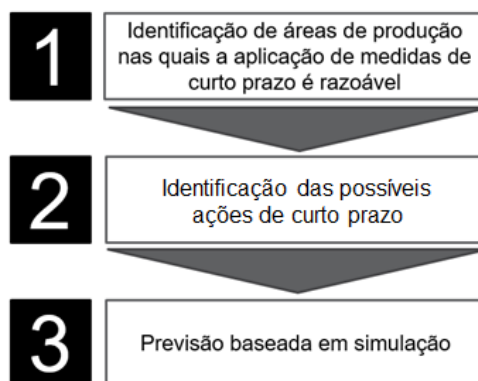 1
Identificação de áreas de produção
nas quais a aplicação de medidas de
curto prazo é razoável
2
Identificação das possíveis
ações de curto prazo
3
Previsão baseada em simulação